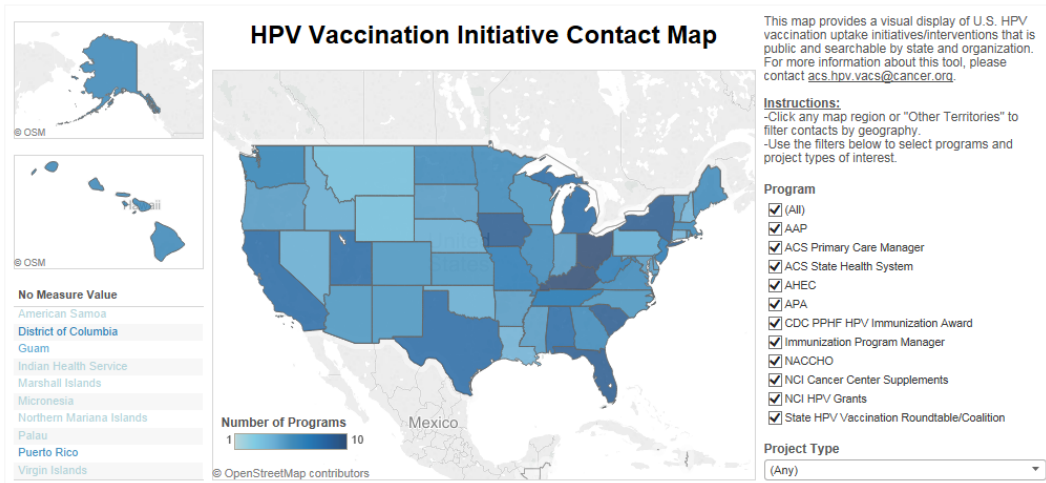 HPV Vaccination Initiative Contact Map
© OSM
© OSM
No Measure Value
American Samoa
District of Columbia
Guam
Indian Health Service
Marshall Islands
Micronesia
Northern Mariana Islands
Palau
Puerto Rico
Virgin Islands
United
States
Mexico
Number of Programs
1 10
© OpenStreetMap contributors
This map provides a visual display of U.S. HPV
vaccination uptake initiatives/interventions that is
public and searchable by state and organization.
For more information about this tool, please
contact acs.hpv.vacs@cancer.org.
Instructions:
-Click any map region or "Other Territories" to
filter contacts by geography.
-Use the filters below to select programs and
project types of interest.
Program
(All)
AAP
ACS Primary Care Manager
ACS State Health System
AHEC
APA
CDC PPHF HPV Immunization Award
Immunization Program Manager
NACCHO
NCI Cancer Center Supplements
NCI HPV Grants
State HPV Vaccination Roundtable/Coalition
Project Type
(Any)